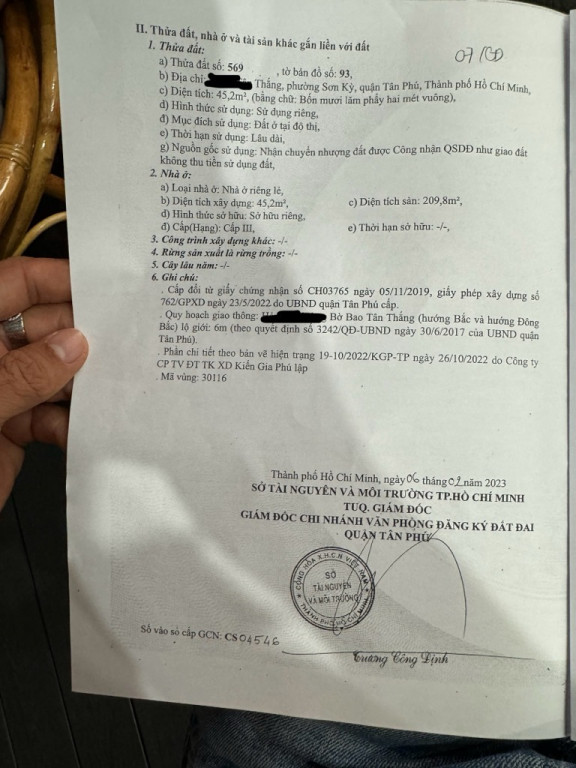 II. Thửa đất, nhà ở và tài sản khác gắn liền với đất
07/
1. Thửa đất:
a) Thửa đất số: 569 , tờ bản đồ số: 93,
b) Địa chỉ: Thắng, phường Sơn Kỳ, quận Tân Phú, Thành phố Hồ Chí Minh,
c) Diện tích: 45,2m², (bằng chữ: Bốn mươi lăm phẩy hai mét vuông),
d) Hình thức sử dụng: Sử dụng riêng,
đ) Mục đích sử dụng: Đất ở tại đô thị,
e) Thời hạn sử dụng: Lâu dài,
g) Nguồn gốc sử dụng: Nhận chuyển nhượng đất được Công nhận QSDĐ như giao đất
không thu tiền sử dụng đất,
2. Nhà ở:
a) Loại nhà ở: Nhà ở riêng lẻ,
b) Diện tích xây dựng: 45,2m², c) Diện tích sàn: 209,8m²,
d) Hình thức sở hữu: Sở hữu riêng,
đ) Cấp(Hạng): Cấp III, e) Thời hạn sở hữu: -/-,
3. Công trình xây dựng khác: -/-
4. Rừng sản xuất là rừng trồng: -/-
5. Cây lâu năm: -/-
6. Ghi chú:
. Cấp đổi từ giấy chứng nhận số CH03765 ngày 05/11/2019, giấy phép xây dựng số
762/GPXD ngày 23/5/2022 do UBND quận Tân Phú cấp.
. Quy hoạch giao thông: Bờ Bao Tân Thắng (hướng Bắc và hướng Đông
Bắc) lộ giới: 6m (theo quyết định số 3242/QĐ-UBND ngày 30/6/2017 của UBND quận
Tân Phú).
. Phần chi tiết theo bản vẽ hiện trạng 19-10/2022/KGP-TP ngày 26/10/2022 do Công ty
CP TV ĐT TK XD Kiến Gia Phú lập
. Mã vùng: 30116
Thành phố Hồ Chí Minh, ngày 06 tháng 02 năm 2023
SỞ TÀI NGUYÊN VÀ MÔI TRƯỜNG TP.HỒ CHÍ MINH
TUQ. GIÁM ĐỐC
GIÁM ĐỐC CHI NHÁNH VĂN PHÒNG ĐĂNG KÝ ĐẤT ĐAI
QUẬN TÂN PHÚ
CỘNG HÒA X.H.C.N VIỆT NAM
SỞ
TÀI NGUYÊN
VÀ MÔI TRƯỜNG
THÀNH PHỐ HỒ CHÍ MINH
Số vào sổ cấp GCN: CS 04546
Trương Công Định